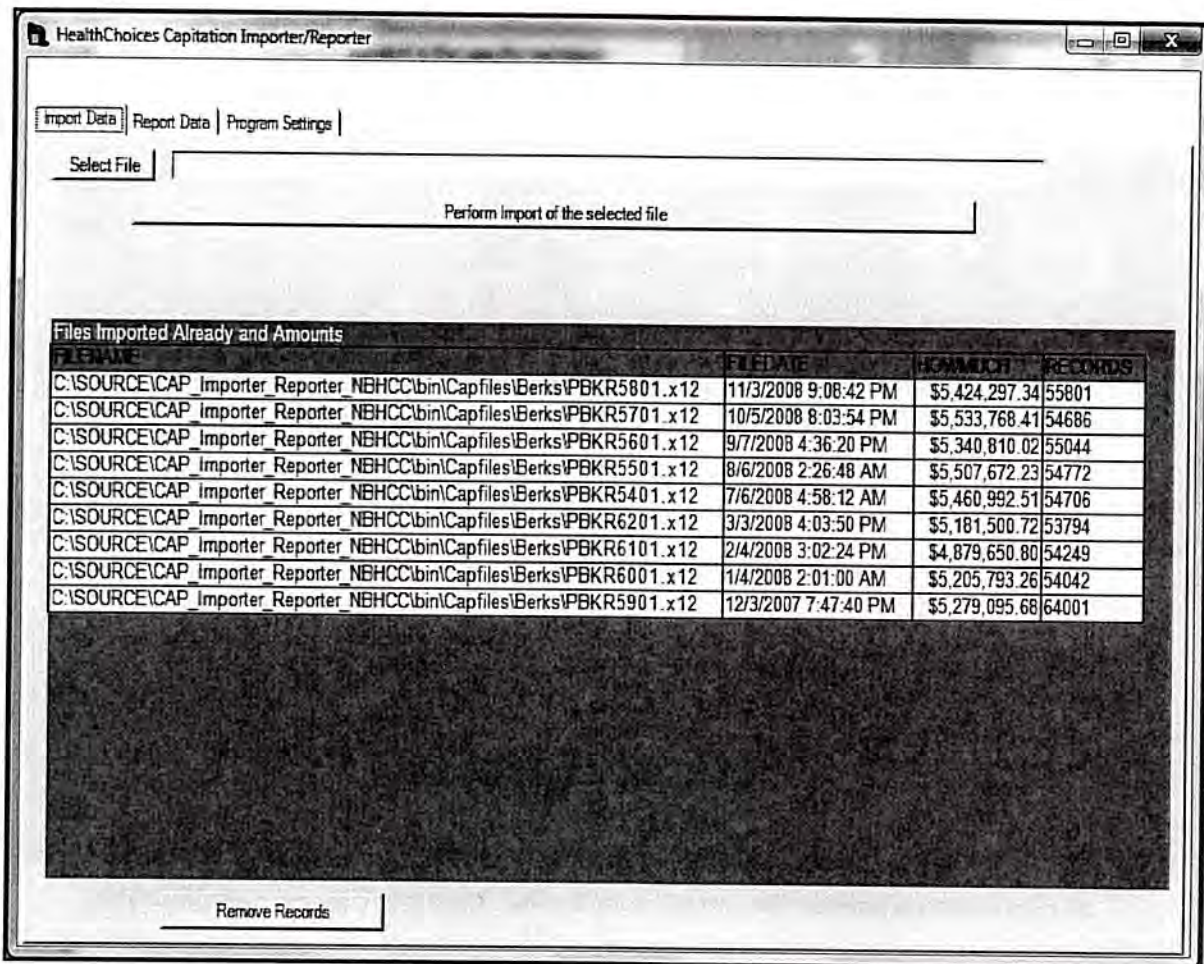 HealthChoices Capitation Importer/Reporter
X
Import Data Report Data Program Settings
Select File
Perform Import of the selected file
Files Imported Already and Amounts
FILENAME FILEDATE HOWMUCH RECORDS
C:\SOURCE\CAP_Importer_Reporter_NBHCC\bin\Capfiles\Berks\PBKR5801.x12 11/3/2008 9:08:42 PM $5,424,297.34 55801
C:\SOURCE\CAP_Importer_Reporter_NBHCC\bin\Capfiles\Berks\PBKR5701.x12 10/5/2008 8:03:54 PM $5,533,768.41 54686
C:\SOURCE\CAP_Importer_Reporter_NBHCC\bin\Capfiles\Berks\PBKR5601.x12 9/7/2008 4:36:20 PM $5,340,810.02 55044
C:\SOURCE\CAP_Importer_Reporter_NBHCC\bin\Capfiles\Berks\PBKR5501.x12 8/6/2008 2:26:48 AM $5,507,672.23 54772
C:\SOURCE\CAP_Importer_Reporter_NBHCC\bin\Capfiles\Berks\PBKR5401.x12 7/6/2008 4:58:12 AM $5,460,992.51 54706
C:\SOURCE\CAP_Importer_Reporter_NBHCC\bin\Capfiles\Berks\PBKR6201.x12 3/3/2008 4:03:50 PM $5,181,500.72 53794
C:\SOURCE\CAP_Importer_Reporter_NBHCC\bin\Capfiles\Berks\PBKR6101.x12 2/4/2008 3:02:24 PM $4,879,650.80 54249
C:\SOURCE\CAP_Importer_Reporter_NBHCC\bin\Capfiles\Berks\PBKR6001.x12 1/4/2008 2:01:00 AM $5,205,793.26 54042
C:\SOURCE\CAP_Importer_Reporter_NBHCC\bin\Capfiles\Berks\PBKR5901.x12 12/3/2007 7:47:40 PM $5,279,095.68 64001
Remove Records